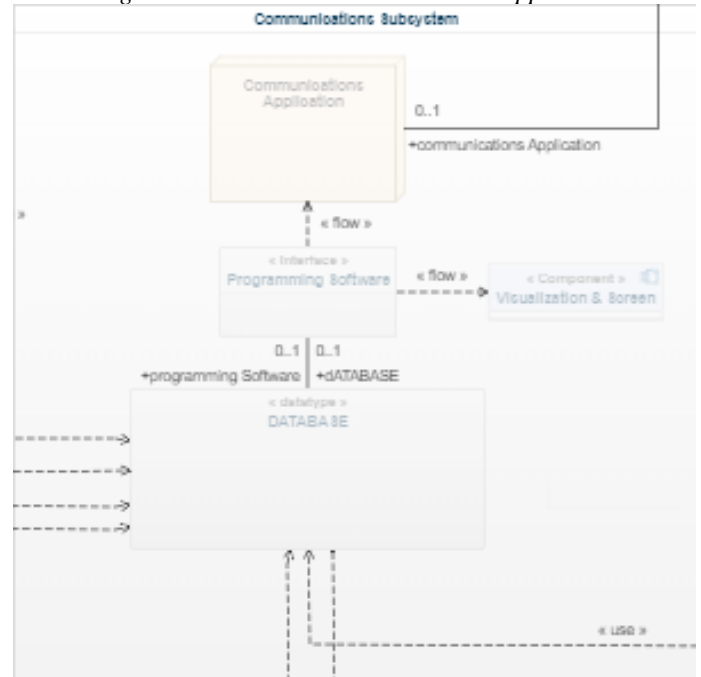 Communications Subsystem
Communications
Application
0..1
+communications Application
»
« flow »
« Interface »
Programming Software
« flow »
« Component »
Visualization & Screen
0..1 0..1
+programming Software +dATABASE
« datatype »
DATABASE
« use »